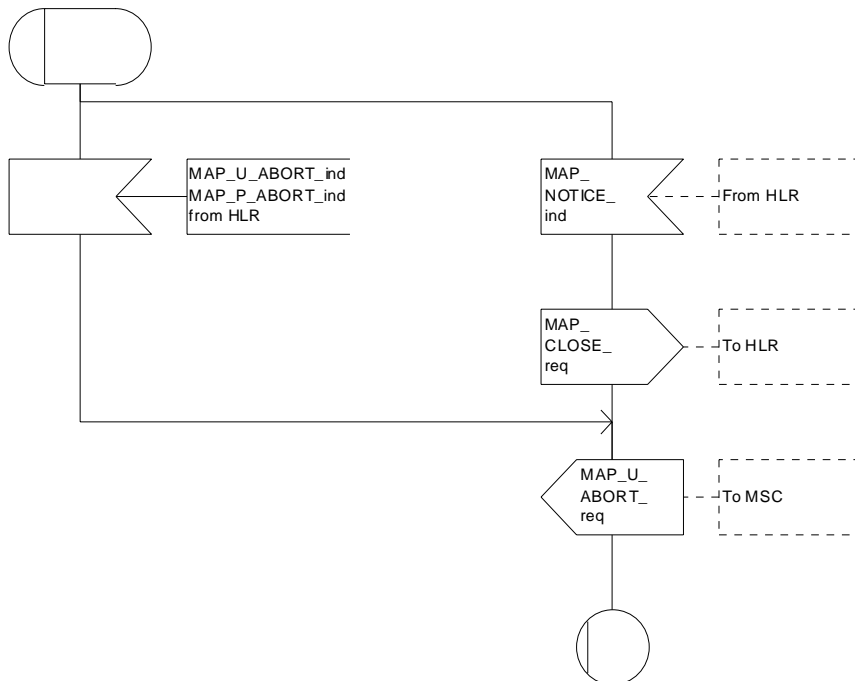 MAP_U_ABORT_ind
MAP_P_ABORT_ind
from HLR
MAP_
NOTICE_
ind
From HLR
MAP_
CLOSE_
req
To HLR
MAP_U_
ABORT_
req
To MSC